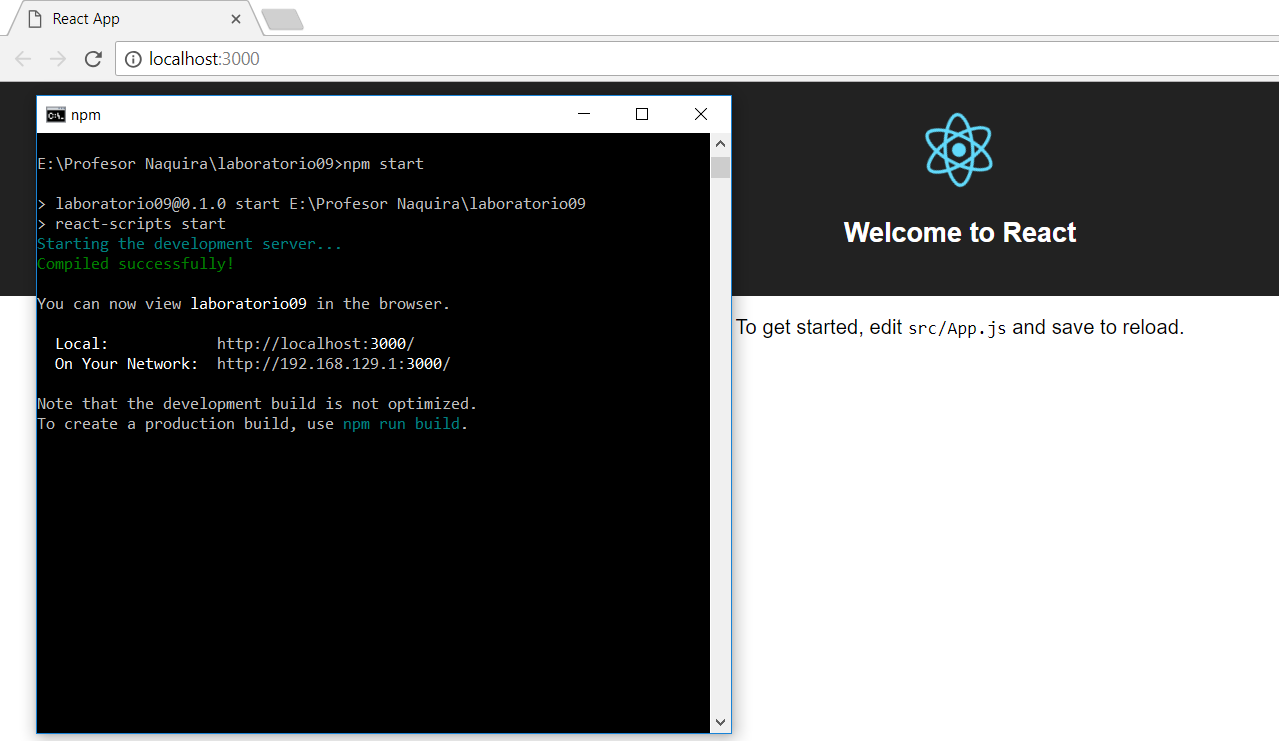 React App
localhost:3000
npm
E:\Profesor Naquira\laboratorio09>npm start
> laboratorio09@0.1.0 start E:\Profesor Naquira\laboratorio09
> react-scripts start
Starting the development server...
Compiled successfully!
You can now view laboratorio09 in the browser.
Local: http://localhost:3000/
On Your Network: http://192.168.129.1:3000/
Note that the development build is not optimized.
To create a production build, use npm run build.
Welcome to React
To get started, edit src/App.js and save to reload.